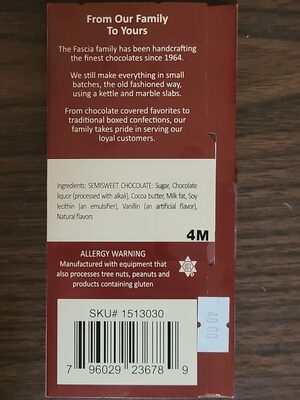 From Our Family
To Yours
The Fascia family has been handcrafting
the finest chocolates since 1964.
We still make everything in small
batches, the old fashioned way,
using a kettle and marble slabs.
From chocolate covered favorites to
traditional boxed confections, our
family takes pride in serving our
loyal customers.
Ingredients: SEMISWEET CHOCOLATE: Sugar, Chocolate
liquor (processed with alkali), Cocoa butter, Milk fat, Soy
lecithin (an emulsifier), Vanillin (an artificial flavor),
Natural flavors
4M
ALLERGY WARNING
Manufactured with equipment that
also processes tree nuts, peanuts and
products containing gluten
D
SKU# 1513030
7 96029 23678 9